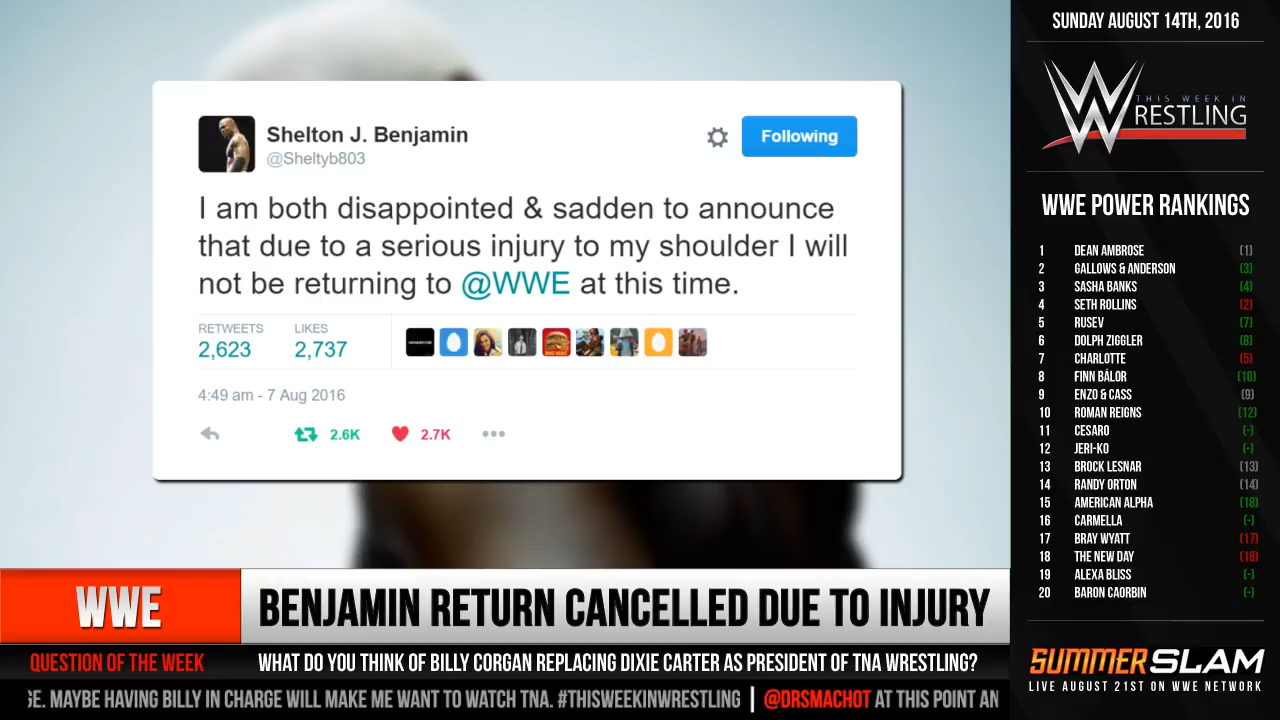 Shelton J. Benjamin
@Sheltyb803
Following
I am both disappointed & sadden to announce
that due to a serious injury to my shoulder I will
not be returning to @WWE at this time.
RETWEETS LIKES
2,623 2,737
4:49 am - 7 Aug 2016
2.6K 2.7K
WWE
BENJAMIN RETURN CANCELLED DUE TO INJURY
QUESTION OF THE WEEK WHAT DO YOU THINK OF BILLY CORGAN REPLACING DIXIE CARTER AS PRESIDENT OF TNA WRESTLING?
GE. MAYBE HAVING BILLY IN CHARGE WILL MAKE ME WANT TO WATCH TNA. #THISWEEKINWRESTLING | @DRSMACHOT AT THIS POINT AN
SUNDAY AUGUST 14TH, 2016
THIS WEEK IN
WRESTLING
WWE POWER RANKINGS
1 DEAN AMBROSE (1)
2 GALLOWS & ANDERSON (3)
3 SASHA BANKS (4)
4 SETH ROLLINS (2)
5 RUSEV (7)
6 DOLPH ZIGGLER (8)
7 CHARLOTTE (5)
8 FINN BÁLOR (10)
9 ENZO & CASS (9)
10 ROMAN REIGNS (12)
11 CESARO (-)
12 JERI-KO (-)
13 BROCK LESNAR (13)
14 RANDY ORTON (14)
15 AMERICAN ALPHA (18)
16 CARMELLA (-)
17 BRAY WYATT (17)
18 THE NEW DAY (18)
19 ALEXA BLISS (-)
20 BARON CAORBIN (-)
SUMMERSLAM
LIVE AUGUST 21ST ON WWE NETWORK